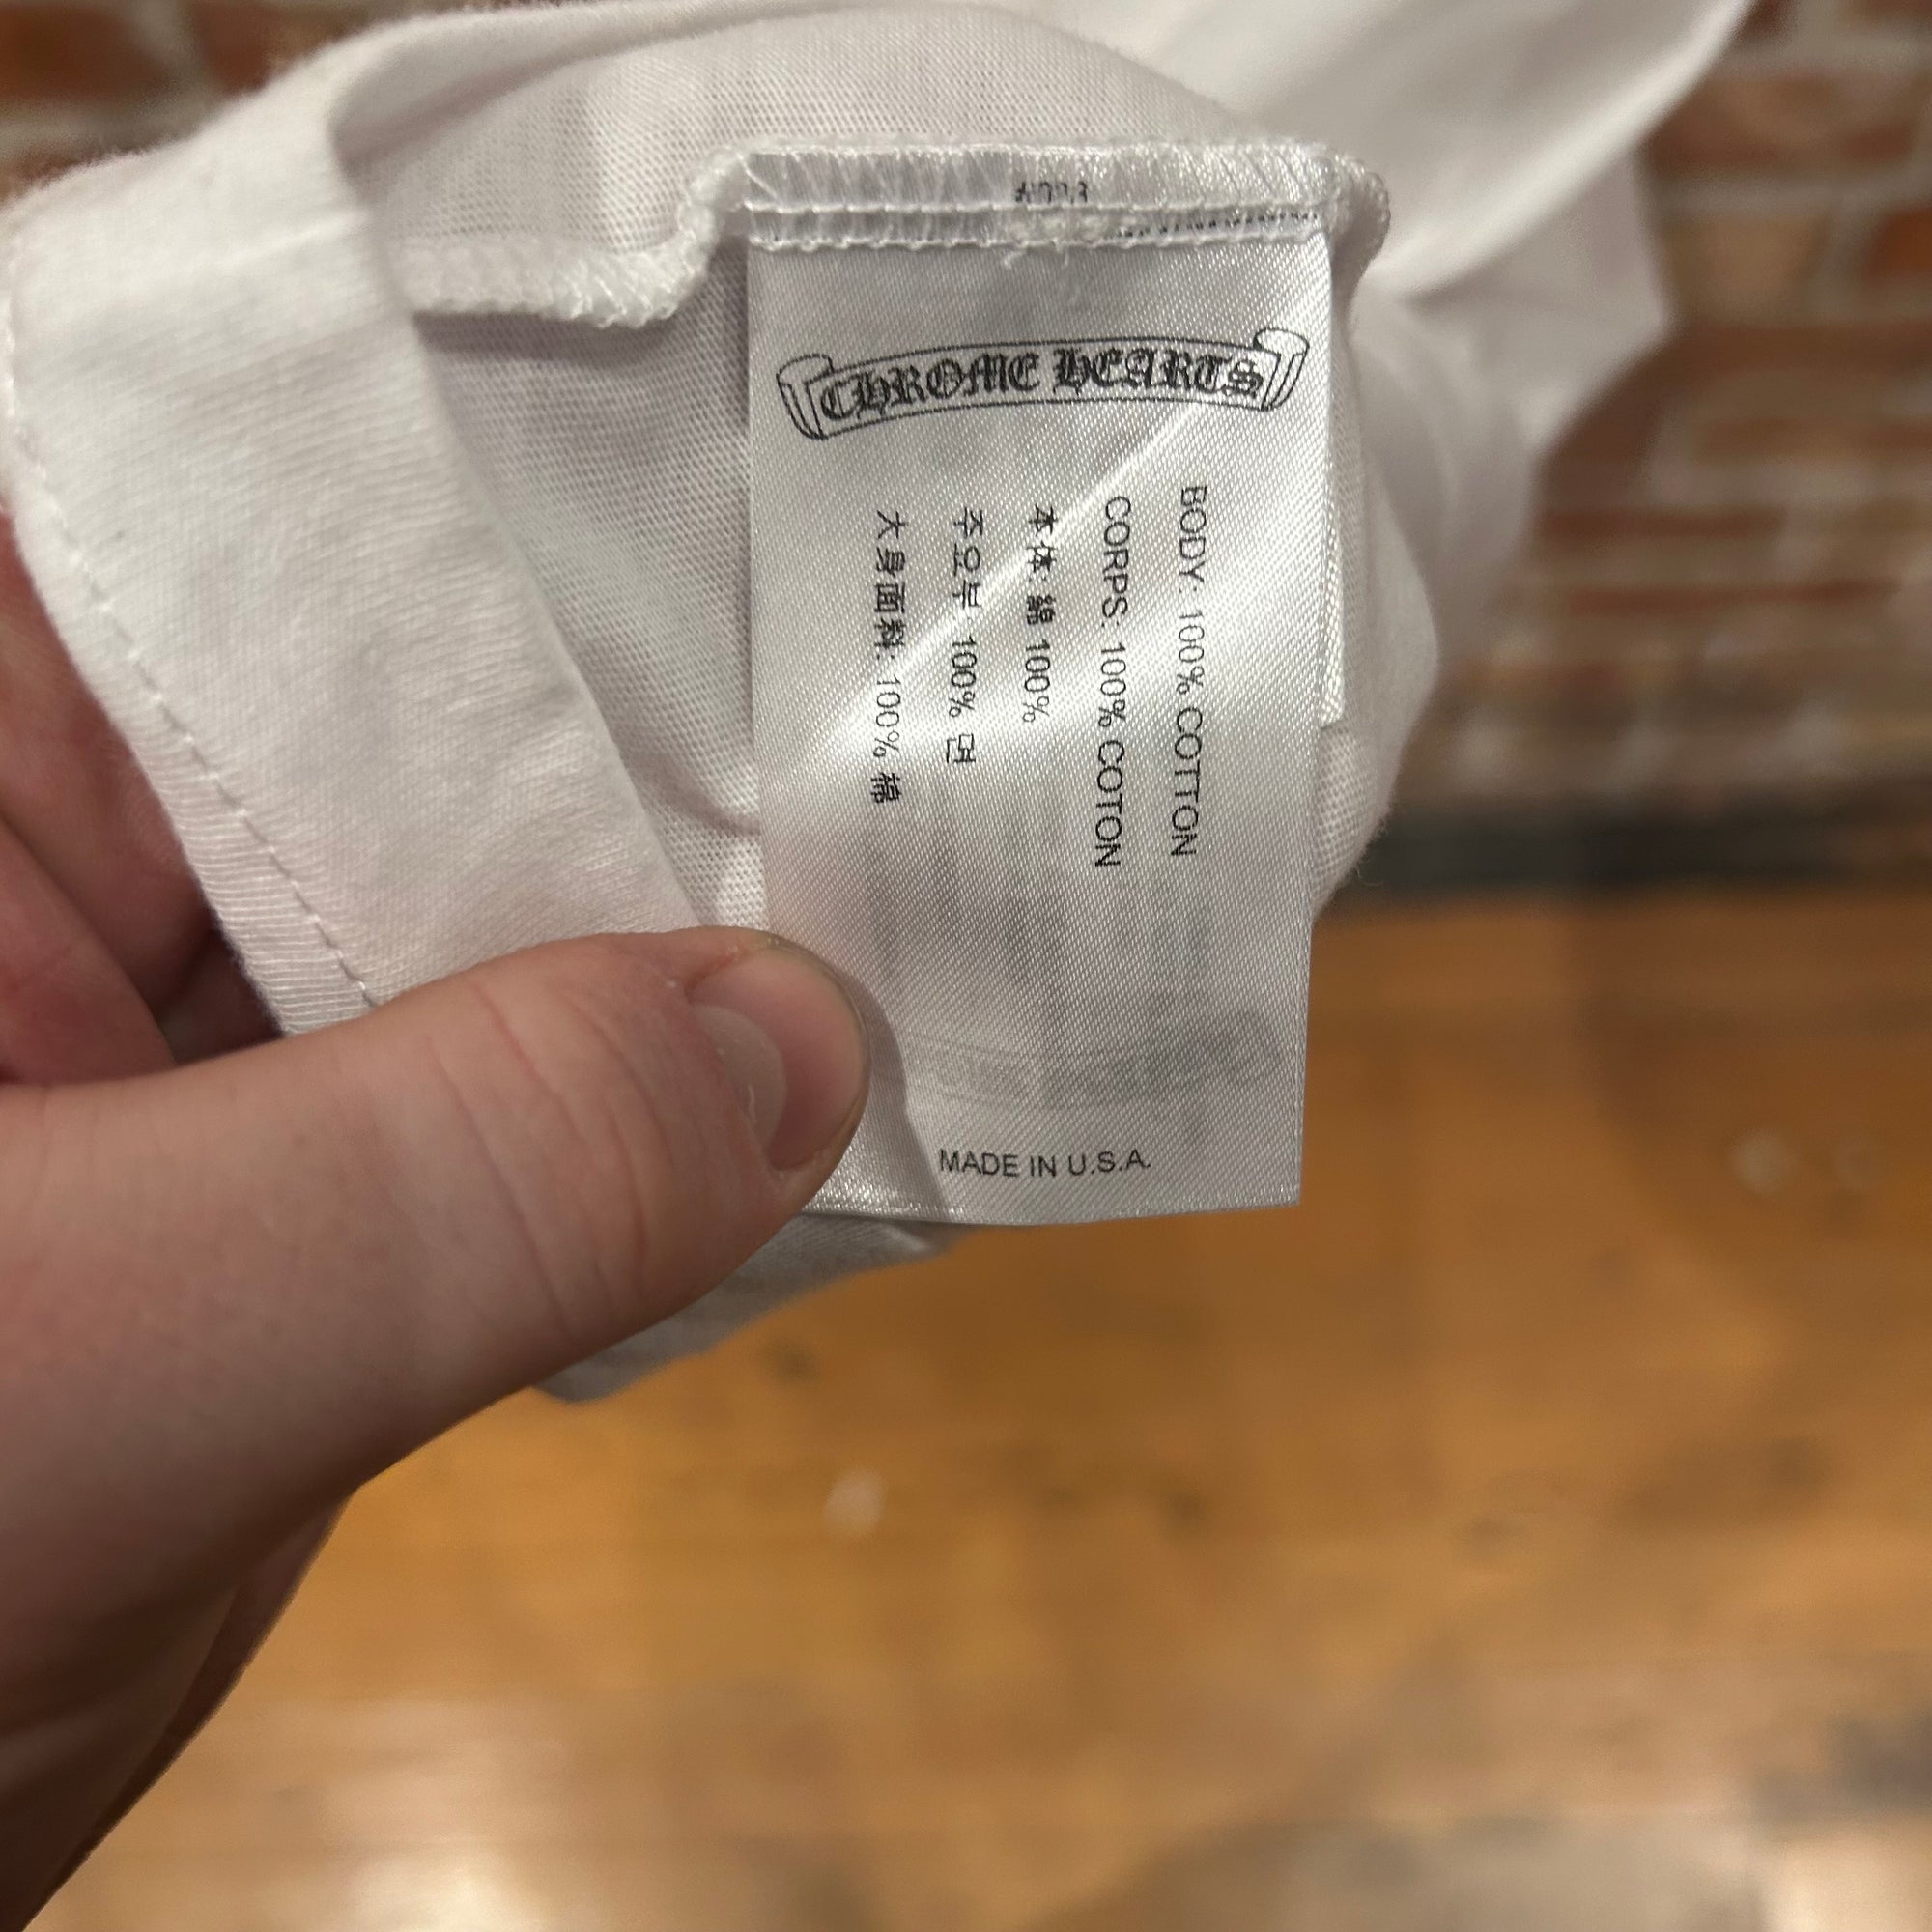 CHROME HEARTS
BODY: 100% COTTON
CORPS: 100% COTON
本体: 綿 100%
주요부 100% 면
大身面料: 100% 棉
MADE IN U.S.A.